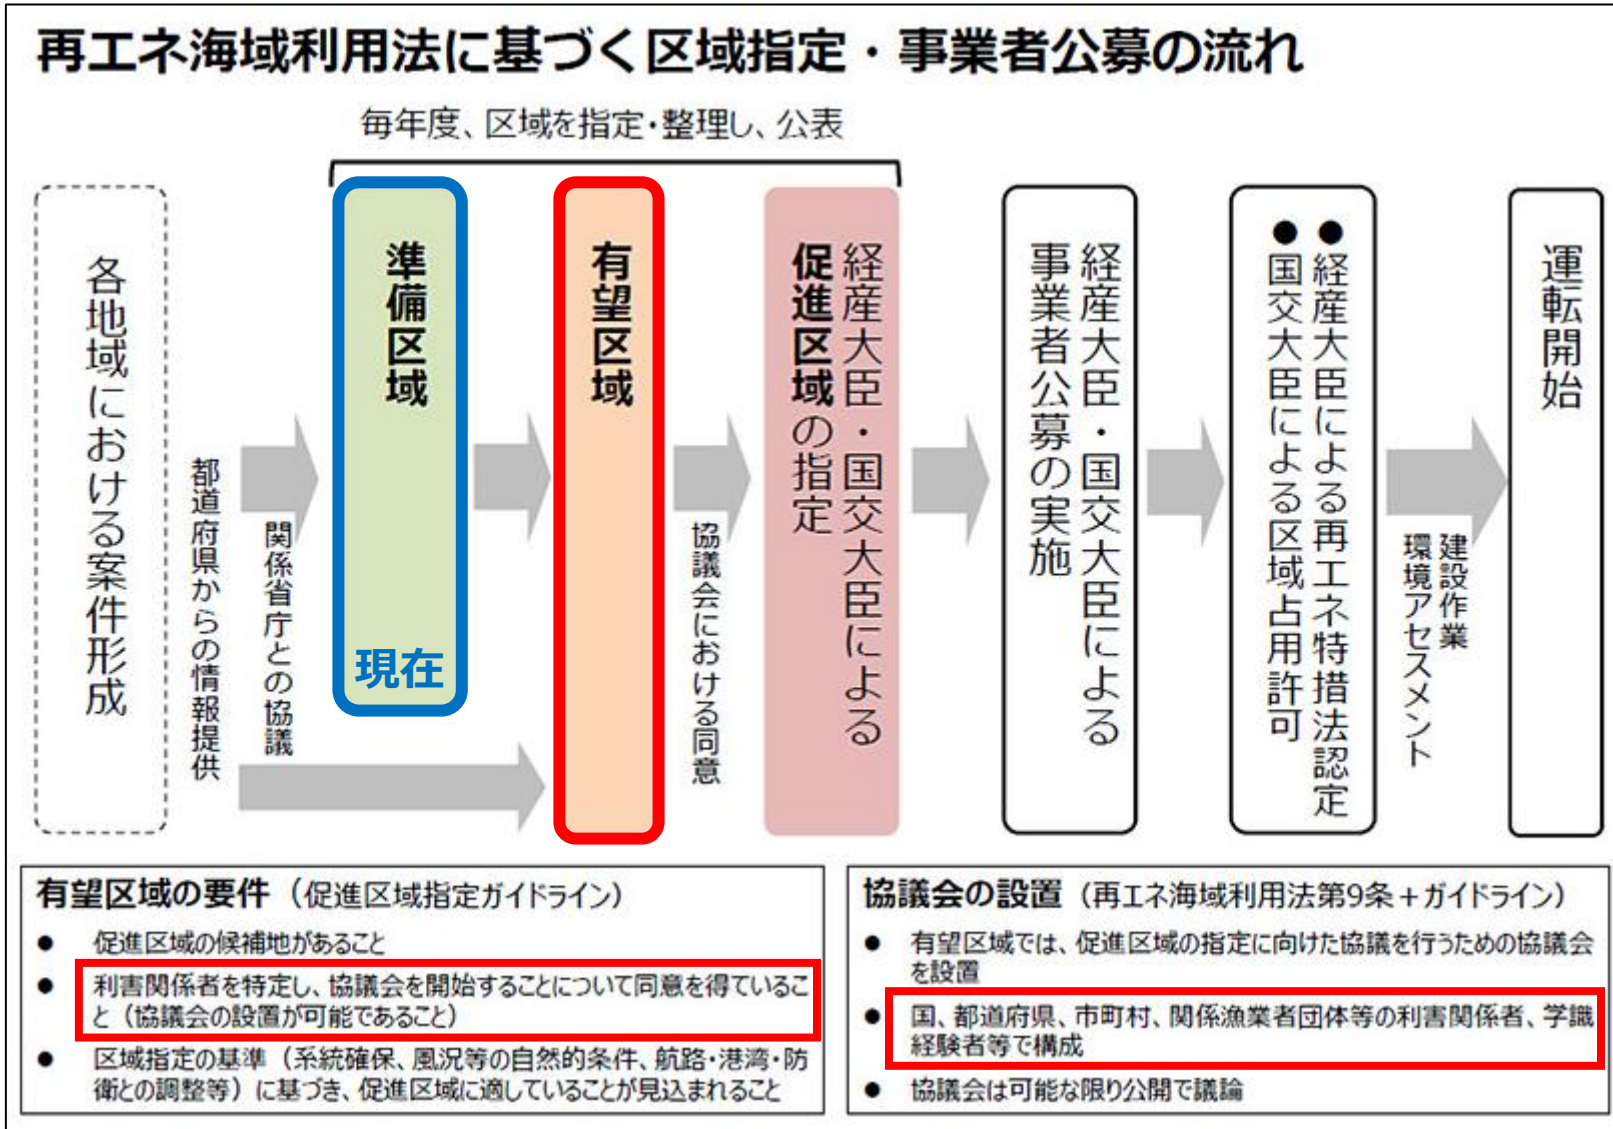 再エネ海域利用法に基づく区域指定・事業者公募の流れ
毎年度、区域を指定・整理し、公表
各地域における案件形成
都道府県からの情報提供
関係省庁との協議
準備区域
現在
有望区域
協議会における同意
経産大臣・国交大臣による
促進区域の指定
経産大臣・国交大臣による
事業者公募の実施
●経産大臣による再エネ特措法認定
●国交大臣による区域占用許可
建設作業
環境アセスメント
運転開始
有望区域の要件（促進区域指定ガイドライン）
● 促進区域の候補地があること
● 利害関係者を特定し、協議会を開始することについて同意を得ているこ
と（協議会の設置が可能であること）
● 区域指定の基準（系統確保、風況等の自然的条件、航路・港湾・防
衛との調整等）に基づき、促進区域に適していることが見込まれること
協議会の設置（再エネ海域利用法第9条＋ガイドライン）
● 有望区域では、促進区域の指定に向けた協議を行うための協議会
を設置
● 国、都道府県、市町村、関係漁業者団体等の利害関係者、学識
経験者等で構成
● 協議会は可能な限り公開で議論